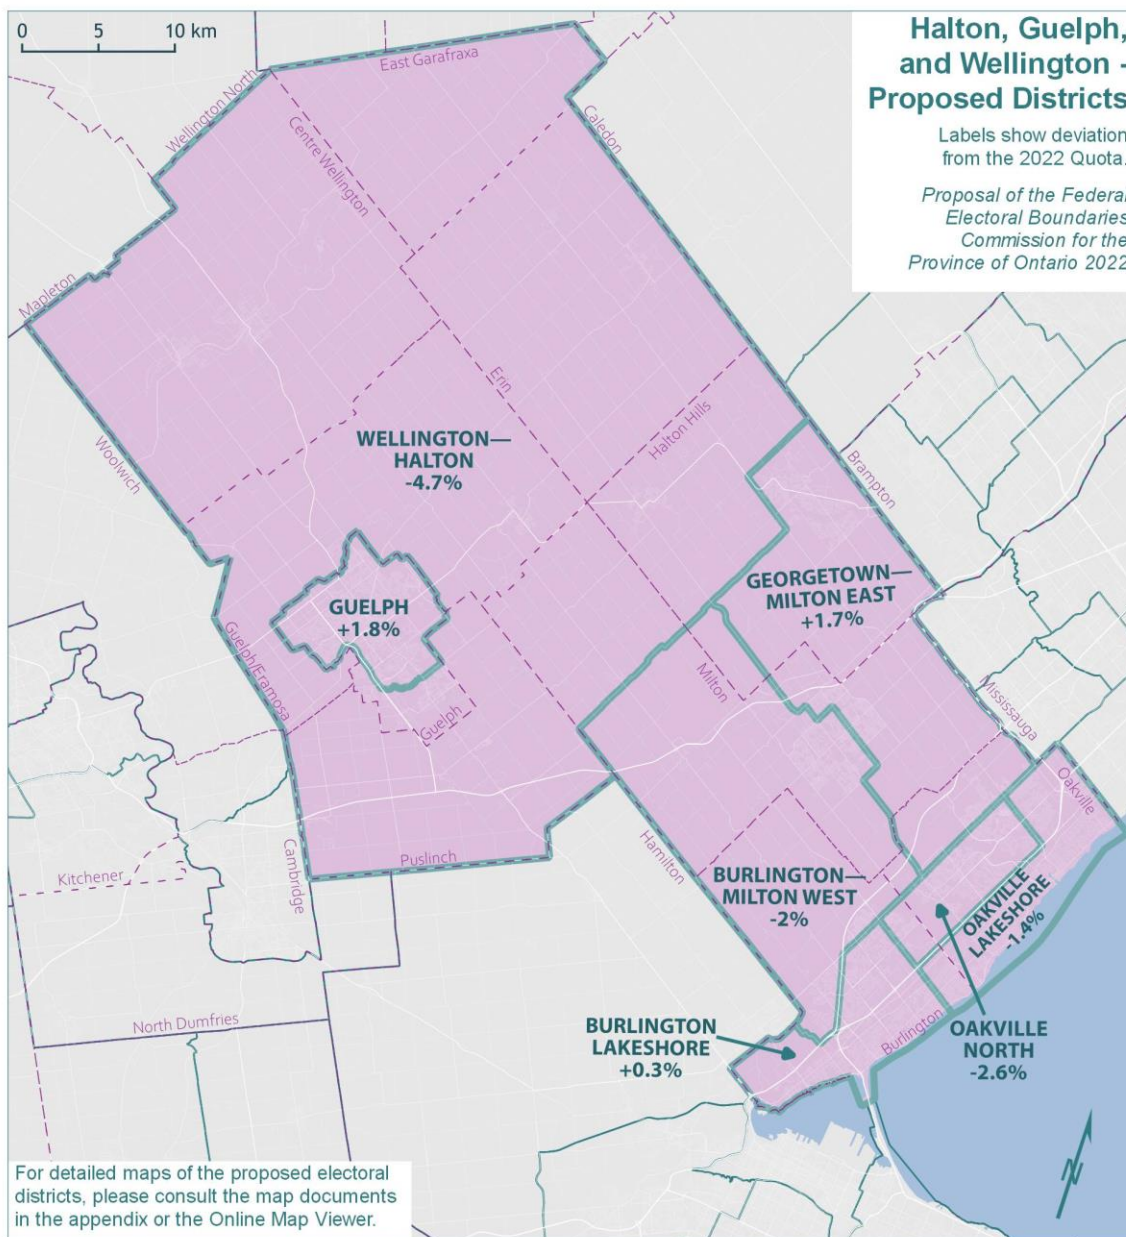 0 5 10 km
Halton, Guelph,
and Wellington -
Proposed Districts
Labels show deviation
from the 2022 Quota.
Proposal of the Federal
Electoral Boundaries
Commission for the
Province of Ontario 2022
East Garafraxa
Wellington North
Centre Wellington
Caledon
Mapleton
Erin
Halton Hills
Woolwich
WELLINGTON—
HALTON
-4.7%
Brampton
GEORGETOWN—
MILTON EAST
+1.7%
GUELPH
+1.8%
Guelph/Eramosa
Milton
Mississauga
Guelph
Oakville
Puslinch
Cambridge
Hamilton
Kitchener
BURLINGTON—
MILTON WEST
-2%
OAKVILLE
LAKESHORE
-1.4%
North Dumfries
BURLINGTON
LAKESHORE
+0.3%
Burlington
OAKVILLE
NORTH
-2.6%
N
For detailed maps of the proposed electoral
districts, please consult the map documents
in the appendix or the Online Map Viewer.